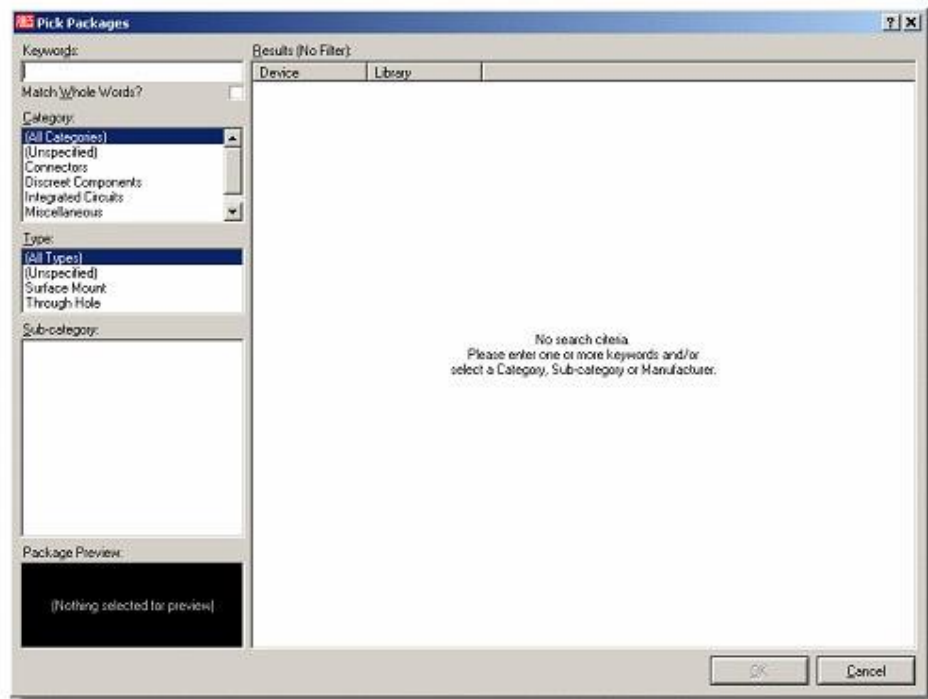 ARES Pick Packages
Keywords:
Match Whole Words?
Category:
(All Categories)
(Unspecified)
Connectors
Discreet Components
Integrated Circuits
Miscellaneous
Type:
(All Types)
(Unspecified)
Surface Mount
Through Hole
Sub-category:
Package Preview:
(Nothing selected for preview)
Results (No Filter):
Device Library
No search citeria.
Please enter one or more keywords and/or
select a Category, Sub-category or Manufacturer.
OK Cancel